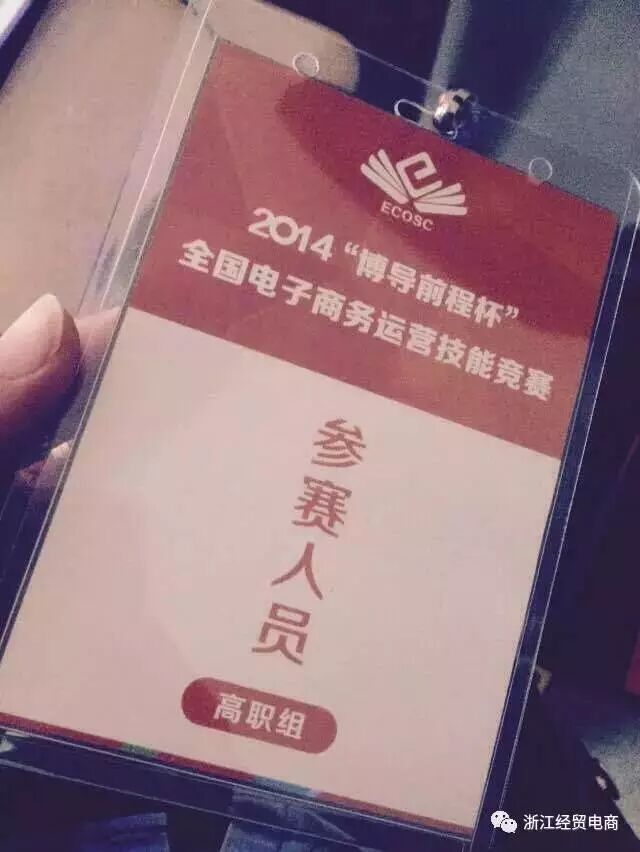 ECOSC
2014“博导前程杯”
全国电子商务运营技能竞赛
参赛人员
高职组
浙江经贸电商